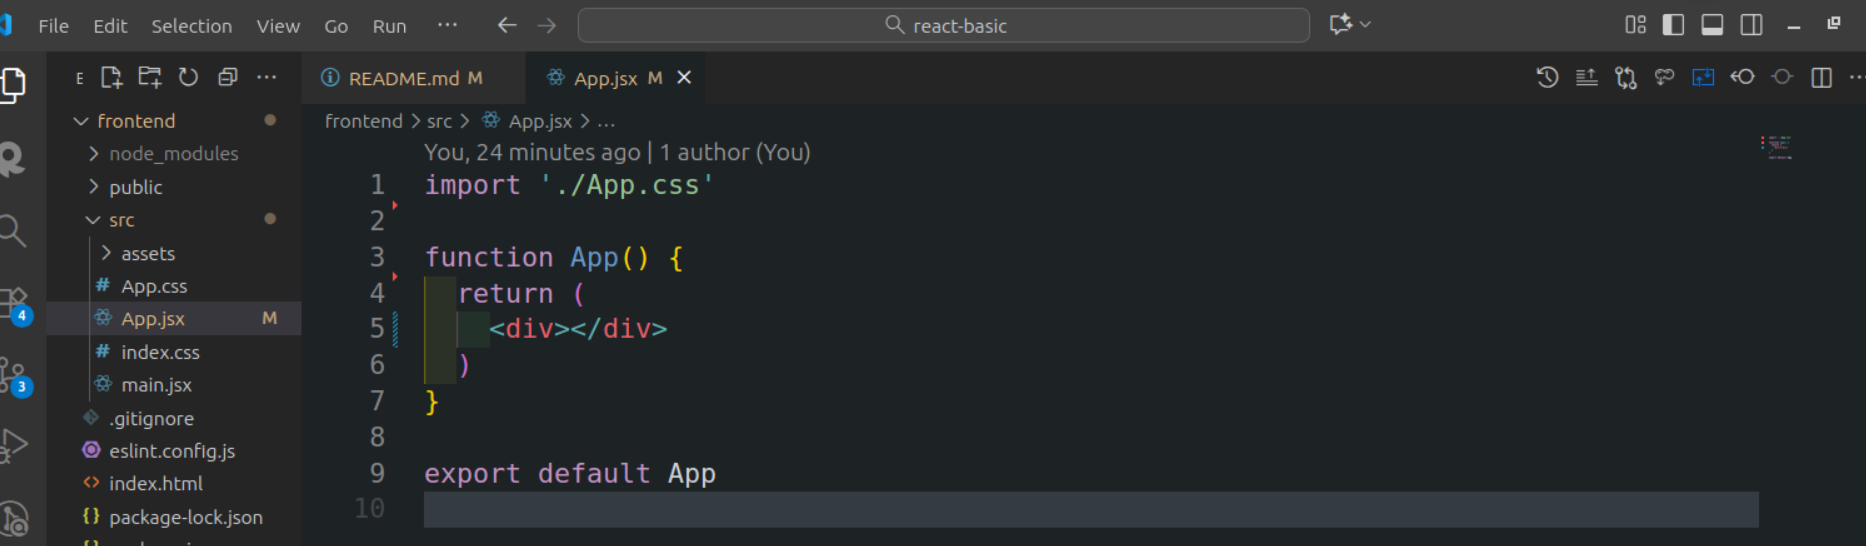 File Edit Selection View Go Run ··· react-basic
E
README.md M App.jsx M
frontend
node_modules
public
src
assets
App.css
App.jsx M
index.css
main.jsx
.gitignore
eslint.config.js
index.html
package-lock.json
4
3
frontend > src > App.jsx > ...
You, 24 minutes ago | 1 author (You)
1 import './App.css'
2
3 function App() {
4 return (
5 <div></div>
6 )
7 }
8
9 export default App
10